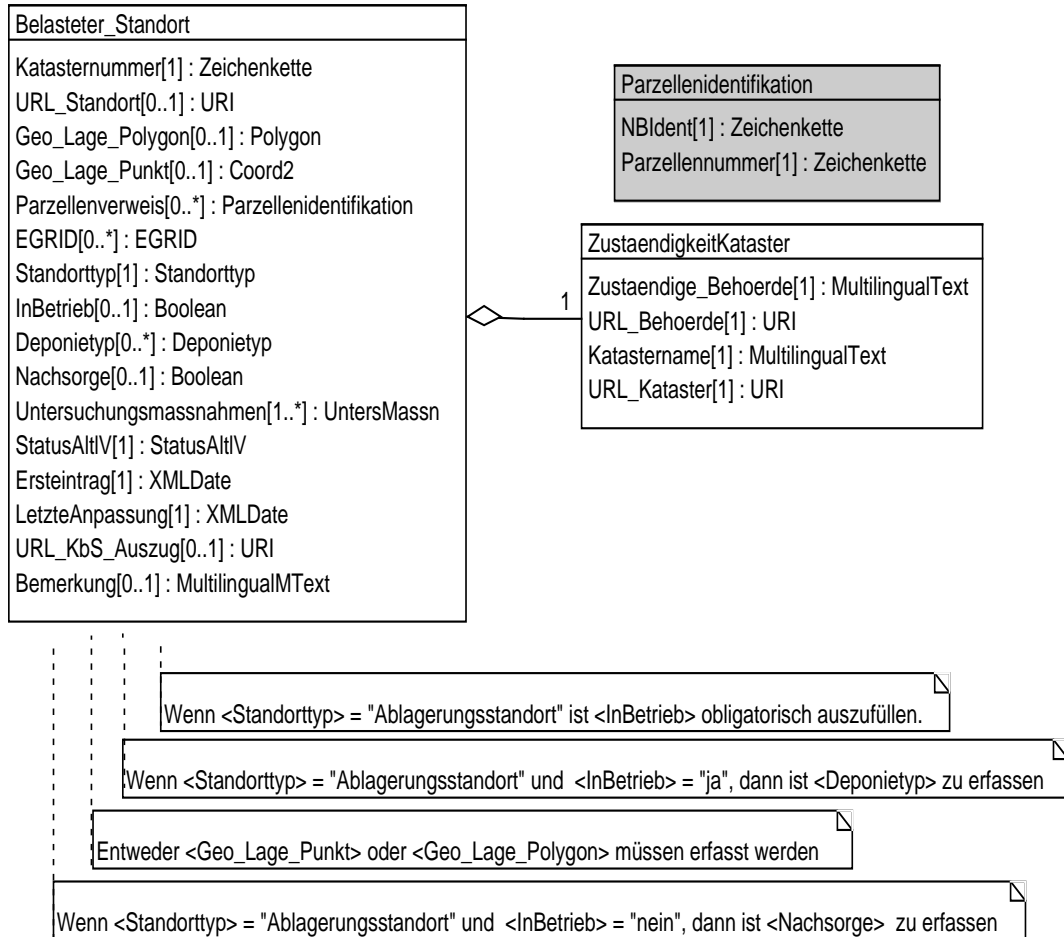 Belasteter_Standort
Katasternummer[1] : Zeichenkette
URL_Standort[0..1] : URI
Geo_Lage_Polygon[0..1] : Polygon
Geo_Lage_Punkt[0..1] : Coord2
Parzellenverweis[0..*] : Parzellenidentifikation
EGRID[0..*] : EGRID
Standorttyp[1] : Standorttyp
InBetrieb[0..1] : Boolean
Deponietyp[0..*] : Deponietyp
Nachsorge[0..1] : Boolean
Untersuchungsmassnahmen[1..*] : UntersMassn
StatusAltlV[1] : StatusAltlV
Ersteintrag[1] : XMLDate
LetzteAnpassung[1] : XMLDate
URL_KbS_Auszug[0..1] : URI
Bemerkung[0..1] : MultilingualMText
Parzellenidentifikation
NBIdent[1] : Zeichenkette
Parzellennummer[1] : Zeichenkette
1
ZustaendigkeitKataster
Zustaendige_Behoerde[1] : MultilingualText
URL_Behoerde[1] : URI
Katastername[1] : MultilingualText
URL_Kataster[1] : URI
Wenn <Standorttyp> = "Ablagerungsstandort" ist <InBetrieb> obligatorisch auszufüllen.
Wenn <Standorttyp> = "Ablagerungsstandort" und <InBetrieb> = "ja", dann ist <Deponietyp> zu erfassen
Entweder <Geo_Lage_Punkt> oder <Geo_Lage_Polygon> müssen erfasst werden
Wenn <Standorttyp> = "Ablagerungsstandort" und <InBetrieb> = "nein", dann ist <Nachsorge> zu erfassen